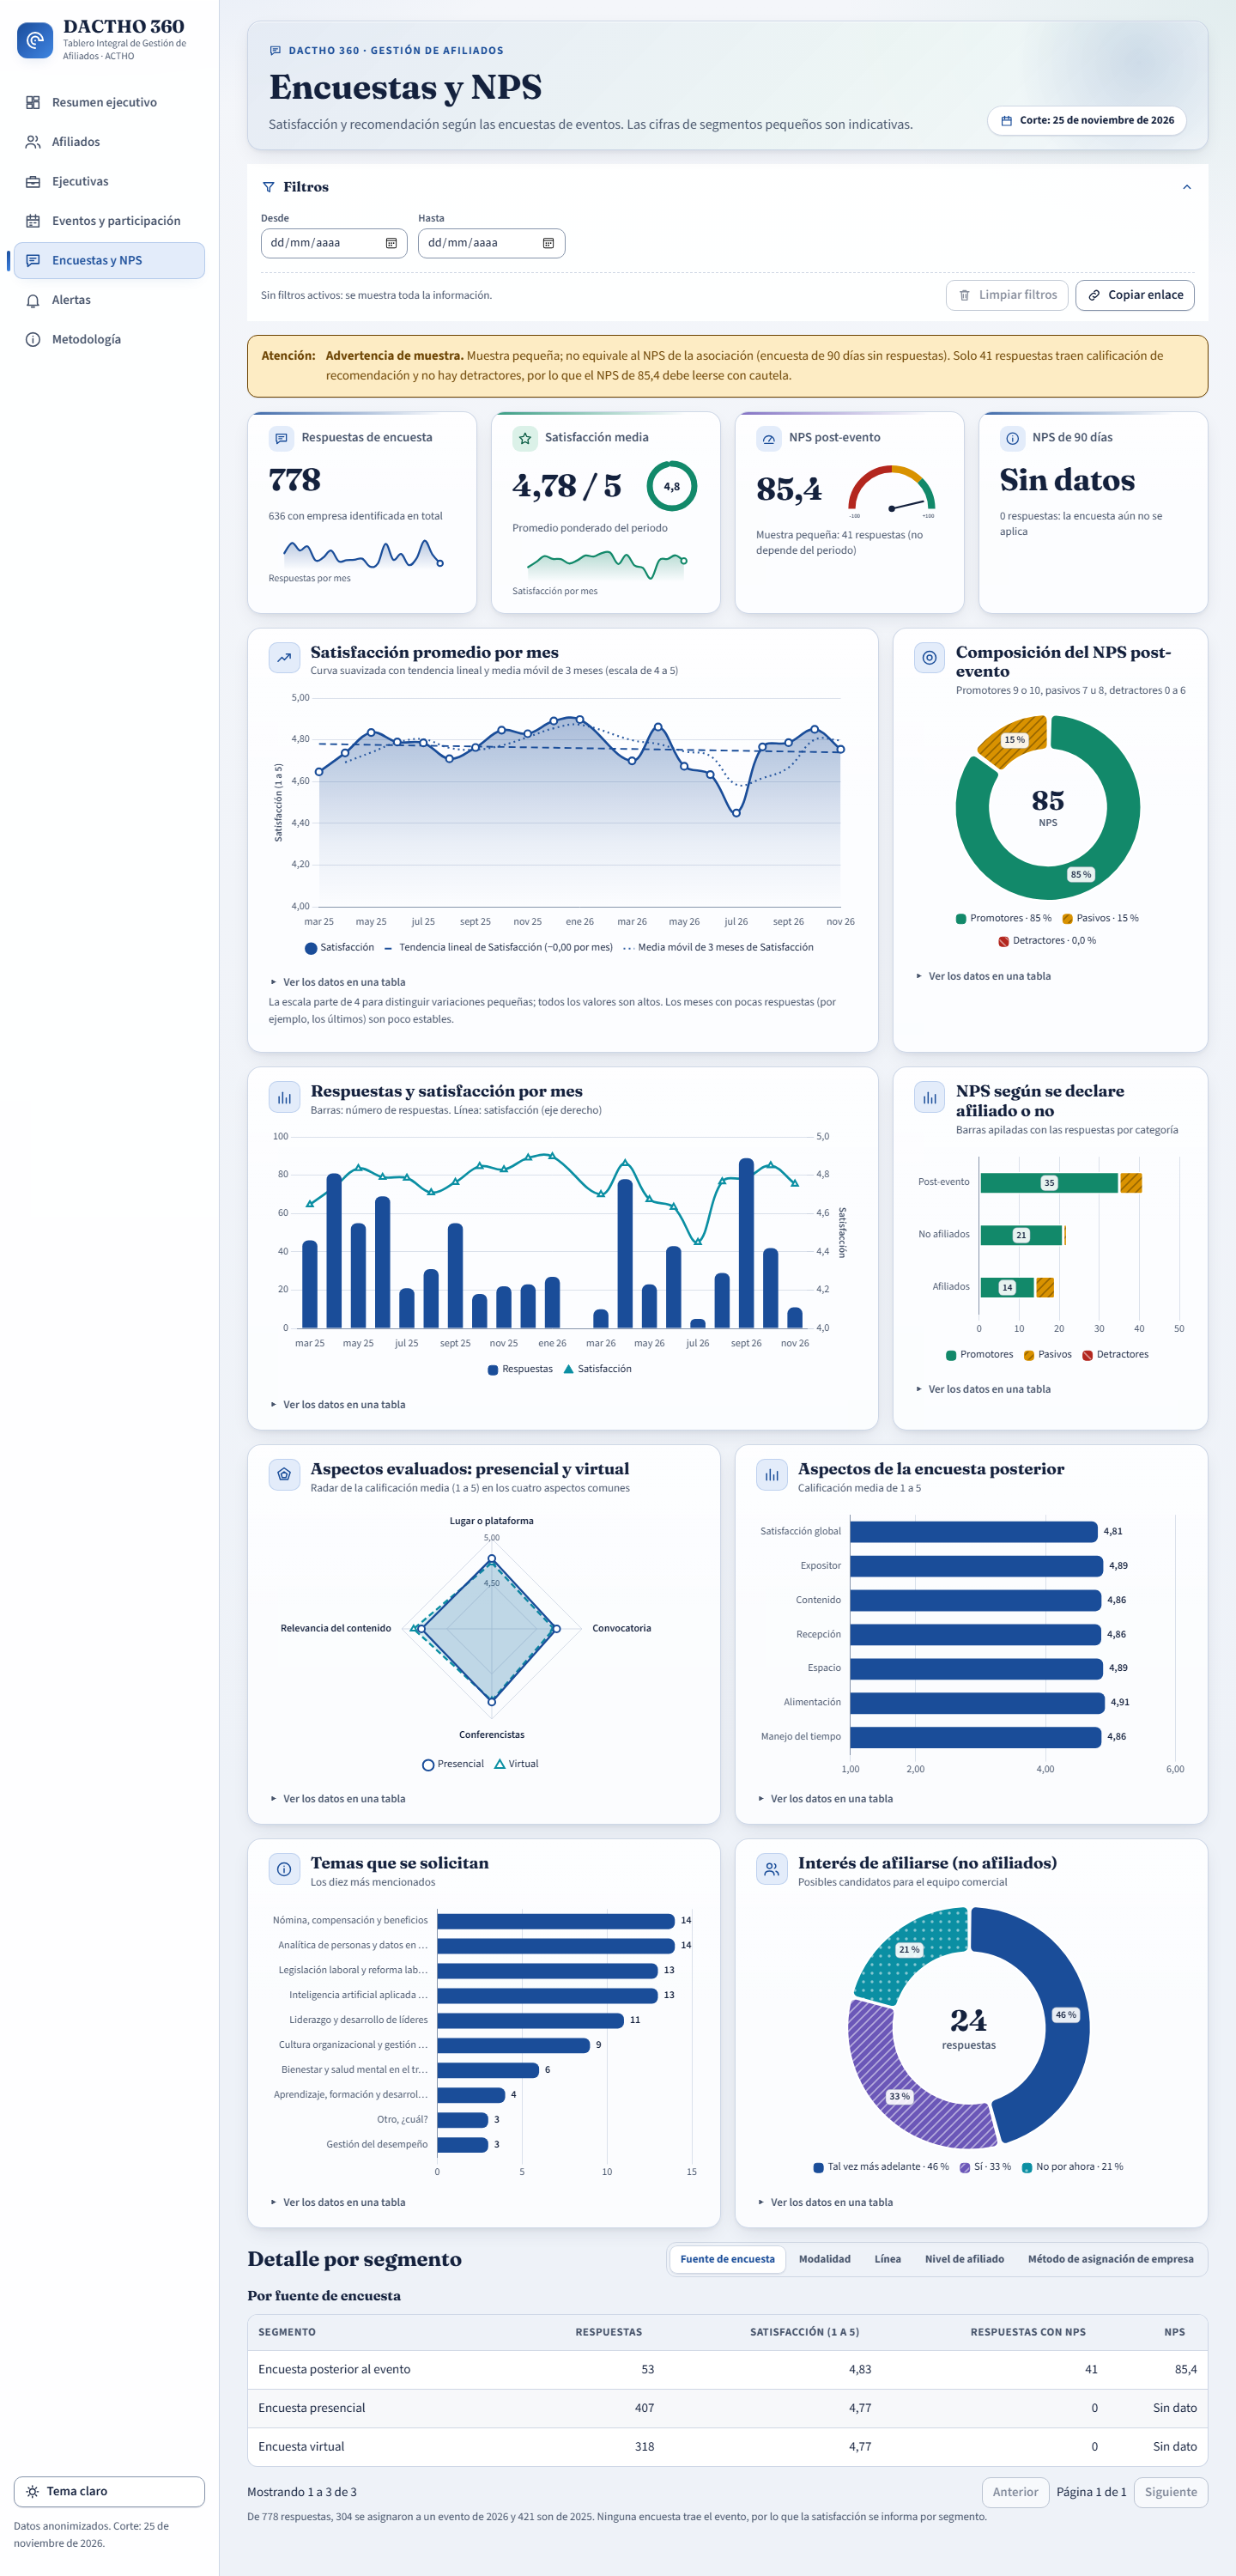 DACTHO 360
Tablero Integral de Gestión de
Afiliados · ACTHO
Resumen ejecutivo
Afiliados
Ejecutivas
Eventos y participación
Encuestas y NPS
Alertas
Metodología
DACTHO 360 · GESTIÓN DE AFILIADOS
Encuestas y NPS
Satisfacción y recomendación según las encuestas de eventos. Las cifras de segmentos pequeños son indicativas.
Corte: 25 de noviembre de 2026
Filtros
Desde
Hasta
dd/mm/aaaa
dd/mm/aaaa
Sin filtros activos: se muestra toda la información.
Limpiar filtros
Copiar enlace
Atención: Advertencia de muestra. Muestra pequeña; no equivale al NPS de la asociación (encuesta de 90 días sin respuestas). Solo 41 respuestas traen calificación de
recomendación y no hay detractores, por lo que el NPS de 85,4 debe leerse con cautela.
Respuestas de encuesta
778
636 con empresa identificada en total
Respuestas por mes
Satisfacción media
4,78 / 5
4,8
Promedio ponderado del periodo
Satisfacción por mes
NPS post-evento
85,4
-100
+100
Muestra pequeña: 41 respuestas (no
depende del periodo)
NPS de 90 días
Sin datos
0 respuestas: la encuesta aún no se
aplica
Satisfacción promedio por mes
Curva suavizada con tendencia lineal y media móvil de 3 meses (escala de 4 a 5)
Satisfacción (1 a 5)
5,00
4,80
4,60
4,40
4,20
4,00
mar 25 may 25 jul 25 sept 25 nov 25 ene 26 mar 26 may 26 jul 26 sept 26 nov 26
Satisfacción Tendencia lineal de Satisfacción (−0,00 por mes) Media móvil de 3 meses de Satisfacción
Ver los datos en una tabla
La escala parte de 4 para distinguir variaciones pequeñas; todos los valores son altos. Los meses con pocas respuestas (por
ejemplo, los últimos) son poco estables.
Composición del NPS post-
evento
Promotores 9 o 10, pasivos 7 u 8, detractores 0 a 6
15 %
85
NPS
85 %
Promotores · 85 % Pasivos · 15 %
Detractores · 0,0 %
Ver los datos en una tabla
Respuestas y satisfacción por mes
Barras: número de respuestas. Línea: satisfacción (eje derecho)
100
80
60
40
20
0
5,0
4,8
4,6
4,4
4,2
4,0
Satisfacción
mar 25 may 25 jul 25 sept 25 nov 25 ene 26 mar 26 may 26 jul 26 sept 26 nov 26
Respuestas Satisfacción
Ver los datos en una tabla
NPS según se declare
afiliado o no
Barras apiladas con las respuestas por categoría
Post-evento 35
No afiliados 21
Afiliados 14
0 10 20 30 40 50
Promotores Pasivos Detractores
Ver los datos en una tabla
Aspectos evaluados: presencial y virtual
Radar de la calificación media (1 a 5) en los cuatro aspectos comunes
Lugar o plataforma
5,00
4,50
Relevancia del contenido
Convocatoria
Conferencistas
Presencial Virtual
Ver los datos en una tabla
Aspectos de la encuesta posterior
Calificación media de 1 a 5
Satisfacción global 4,81
Expositor 4,89
Contenido 4,86
Recepción 4,86
Espacio 4,89
Alimentación 4,91
Manejo del tiempo 4,86
1,00 2,00 4,00 6,00
Ver los datos en una tabla
Temas que se solicitan
Los diez más mencionados
Nómina, compensación y beneficios 14
Analítica de personas y datos en … 14
Legislación laboral y reforma lab… 13
Inteligencia artificial aplicada … 13
Liderazgo y desarrollo de líderes 11
Cultura organizacional y gestión … 9
Bienestar y salud mental en el tr… 6
Aprendizaje, formación y desarrol… 4
Otro, ¿cuál? 3
Gestión del desempeño 3
0 5 10 15
Ver los datos en una tabla
Interés de afiliarse (no afiliados)
Posibles candidatos para el equipo comercial
21 %
46 %
33 %
24
respuestas
Tal vez más adelante · 46 % Sí · 33 % No por ahora · 21 %
Ver los datos en una tabla
Detalle por segmento
Fuente de encuesta Modalidad Línea Nivel de afiliado Método de asignación de empresa
Por fuente de encuesta
SEGMENTO RESPUESTAS SATISFACCIÓN (1 A 5) RESPUESTAS CON NPS NPS
Encuesta posterior al evento 53 4,83 41 85,4
Encuesta presencial 407 4,77 0 Sin dato
Encuesta virtual 318 4,77 0 Sin dato
Mostrando 1 a 3 de 3
Anterior Página 1 de 1 Siguiente
De 778 respuestas, 304 se asignaron a un evento de 2026 y 421 son de 2025. Ninguna encuesta trae el evento, por lo que la satisfacción se informa por segmento.
Tema claro
Datos anonimizados. Corte: 25 de
noviembre de 2026.